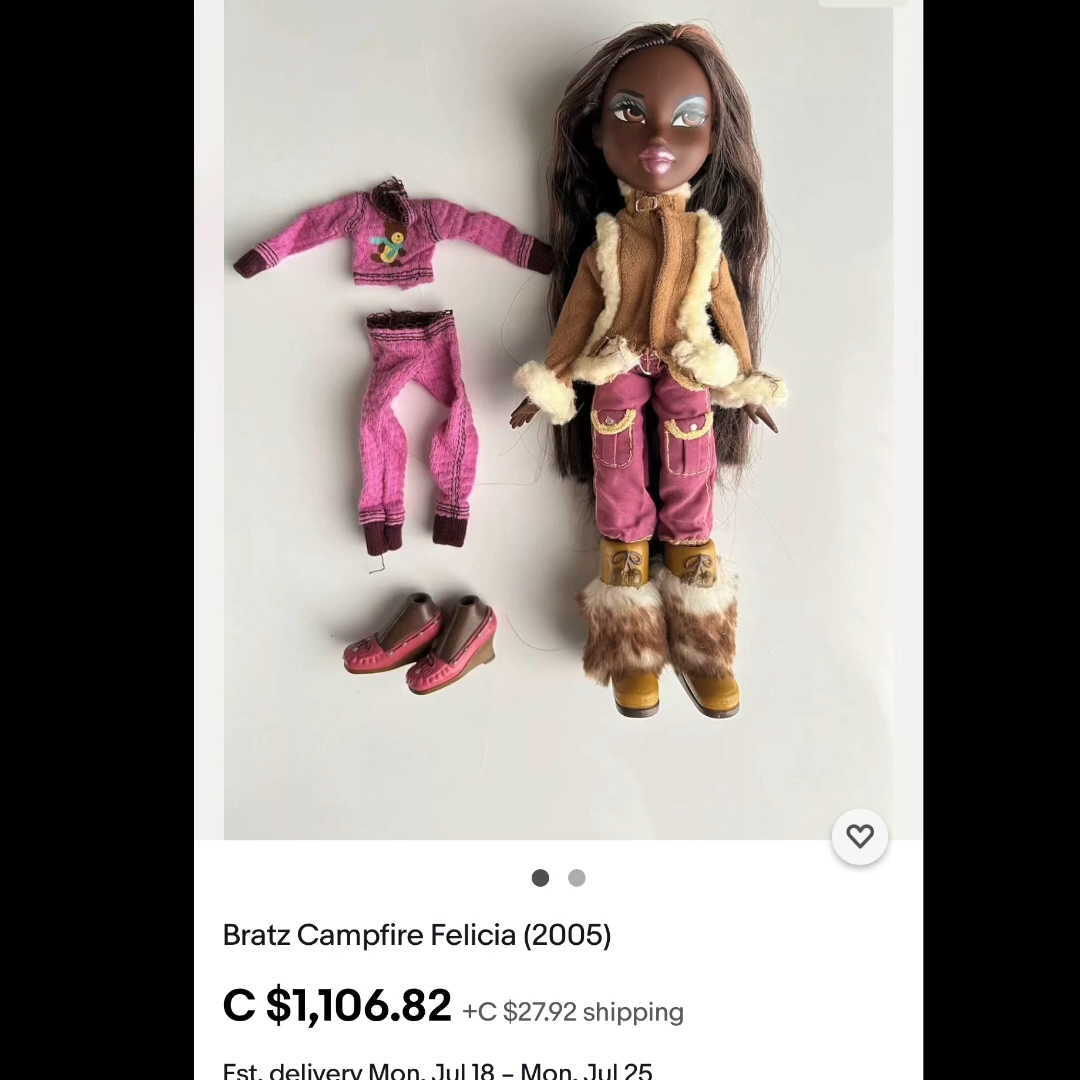 Bratz Campfire Felicia (2005)
C $1,106.82 +C $27.92 shipping
Est. delivery Mon, Jul 18 – Mon, Jul 25